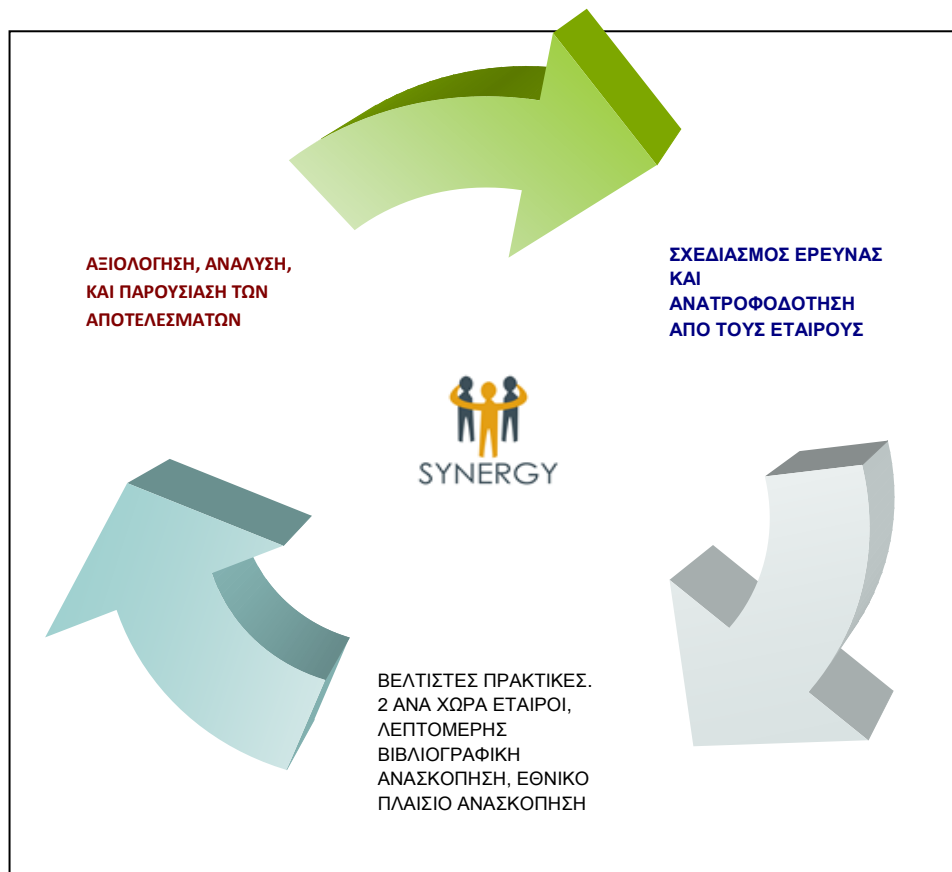 ΑΞΙΟΛΟΓΗΣΗ, ΑΝΑΛΥΣΗ,
ΚΑΙ ΠΑΡΟΥΣΙΑΣΗ ΤΩΝ
ΑΠΟΤΕΛΕΣΜΑΤΩΝ
ΣΧΕΔΙΑΣΜΟΣ ΕΡΕΥΝΑΣ
ΚΑΙ
ΑΝΑΤΡΟΦΟΔΟΤΗΣΗ
ΑΠΟ ΤΟΥΣ ΕΤΑΙΡΟΥΣ
SYNERGY
ΒΕΛΤΙΣΤΕΣ ΠΡΑΚΤΙΚΕΣ.
2 ΑΝΑ ΧΩΡΑ ΕΤΑΙΡΟΙ,
ΛΕΠΤΟΜΕΡΗΣ
ΒΙΒΛΙΟΓΡΑΦΙΚΗ
ΑΝΑΣΚΟΠΗΣΗ, ΕΘΝΙΚΟ
ΠΛΑΙΣΙΟ ΑΝΑΣΚΟΠΗΣΗ